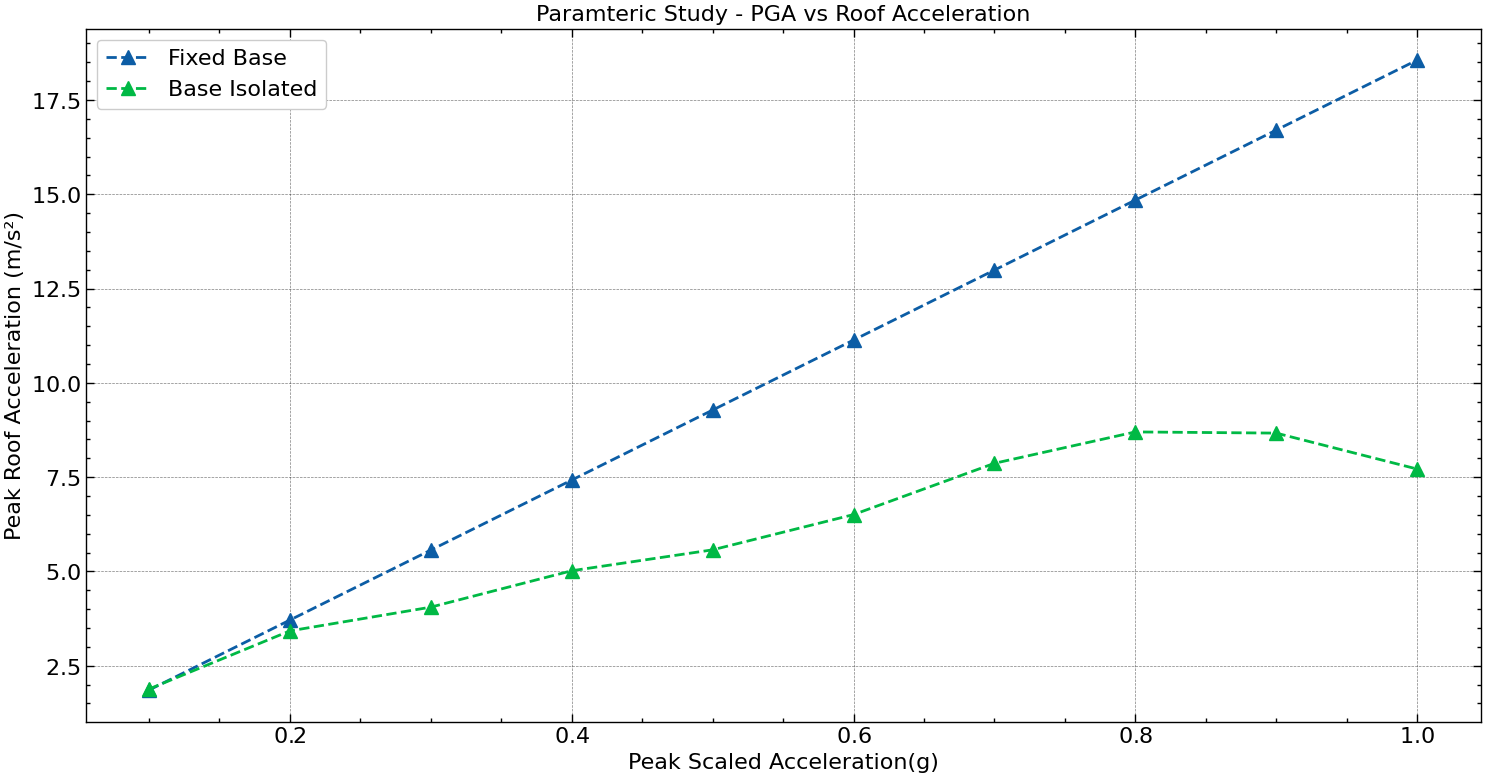 Paramteric Study - PGA vs Roof Acceleration
Fixed Base
Base Isolated
Peak Roof Acceleration (m/s²)
17.5
15.0
12.5
10.0
7.5
5.0
2.5
0.2
0.4
0.6
0.8
1.0
Peak Scaled Acceleration(g)